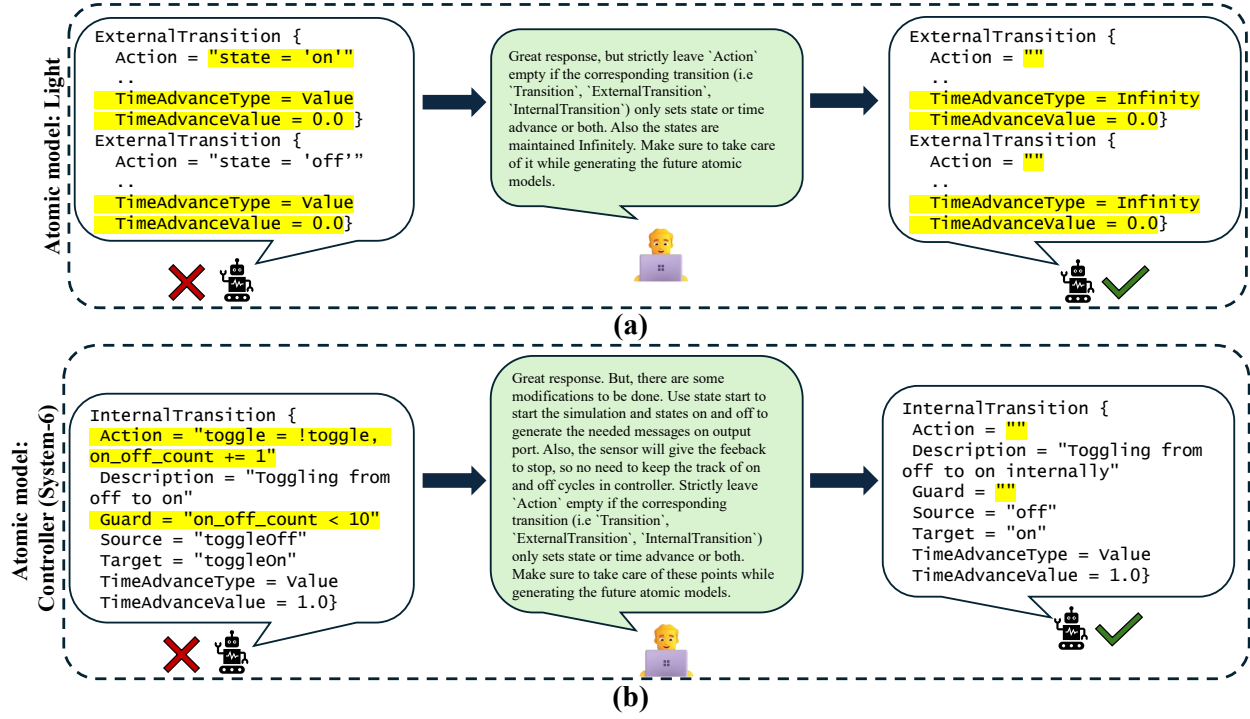 Atomic model: Light
ExternalTransition {
Action = "state = 'on'"
..
TimeAdvanceType = Value
TimeAdvanceValue = 0.0 }
ExternalTransition {
Action = "state = 'off'”
..
TimeAdvanceType = Value
TimeAdvanceValue = 0.0}
Great response, but strictly leave `Action`
empty if the corresponding transition (i.e
`Transition`, `ExternalTransition`,
`InternalTransition`) only sets state or time
advance or both. Also the states are
maintained Infinitely. Make sure to take care
of it while generating the future atomic
models.
ExternalTransition {
Action = ""
..
TimeAdvanceType = Infinity
TimeAdvanceValue = 0.0}
ExternalTransition {
Action = ""
..
TimeAdvanceType = Infinity
TimeAdvanceValue = 0.0}
(a)
Atomic model:
Controller (System-6)
InternalTransition {
Action = "toggle = !toggle,
on_off_count += 1"
Description = "Toggling from
off to on"
Guard = "on_off_count < 10"
Source = "toggleOff"
Target = "toggleOn"
TimeAdvanceType = Value
TimeAdvanceValue = 1.0}
Great response. But, there are some
modifications to be done. Use state start to
start the simulation and states on and off to
generate the needed messages on output
port. Also, the sensor will give the feeback
to stop, so no need to keep the track of on
and off cycles in controller. Strictly leave
`Action` empty if the corresponding
transition (i.e `Transition`,
`ExternalTransition`, `InternalTransition`)
only sets state or time advance or both.
Make sure to take care of these points while
generating the future atomic models.
InternalTransition {
Action = ""
Description = "Toggling from
off to on internally"
Guard = ""
Source = "off"
Target = "on"
TimeAdvanceType = Value
TimeAdvanceValue = 1.0}
(b)